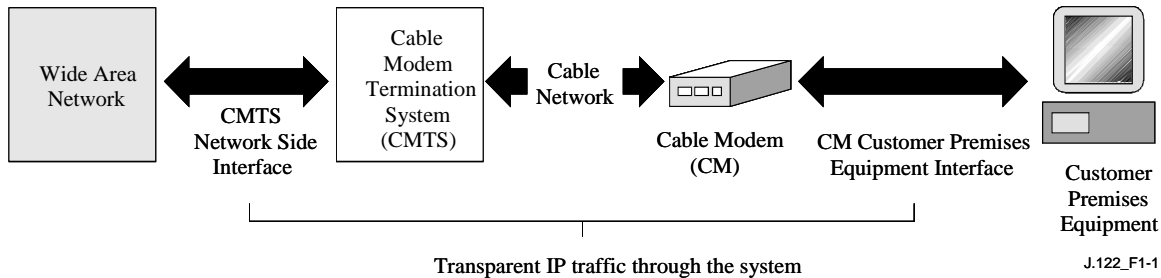 Wide Area
Network
CMTS
Network Side
Interface
Cable
Modem
Termination
System
(CMTS)
Cable
Network
Cable Modem
(CM)
CM Customer Premises
Equipment Interface
Customer
Premises
Equipment
Transparent IP traffic through the system
J.122_F1-1